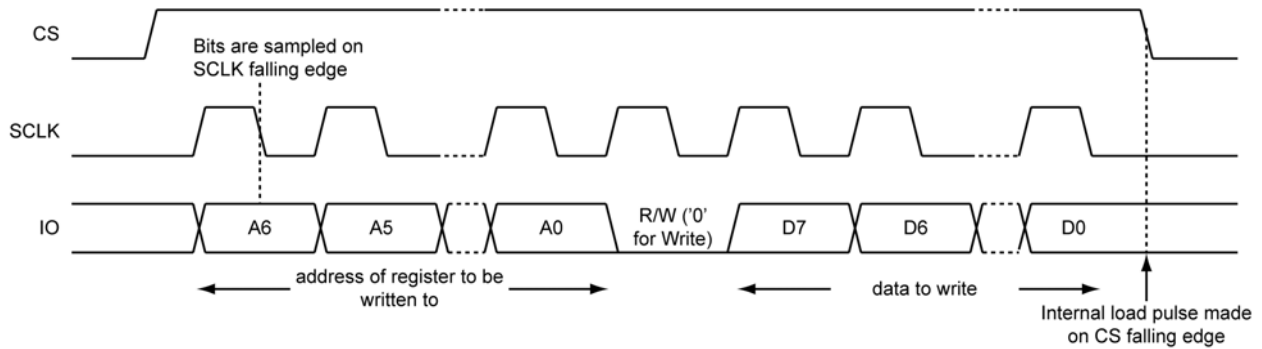 CS
Bits are sampled on
SCLK falling edge
SCLK
IO
A6
A5
A0
R/W ('0'
for Write)
D7
D6
D0
address of register to be
written to
data to write
Internal load pulse made
on CS falling edge